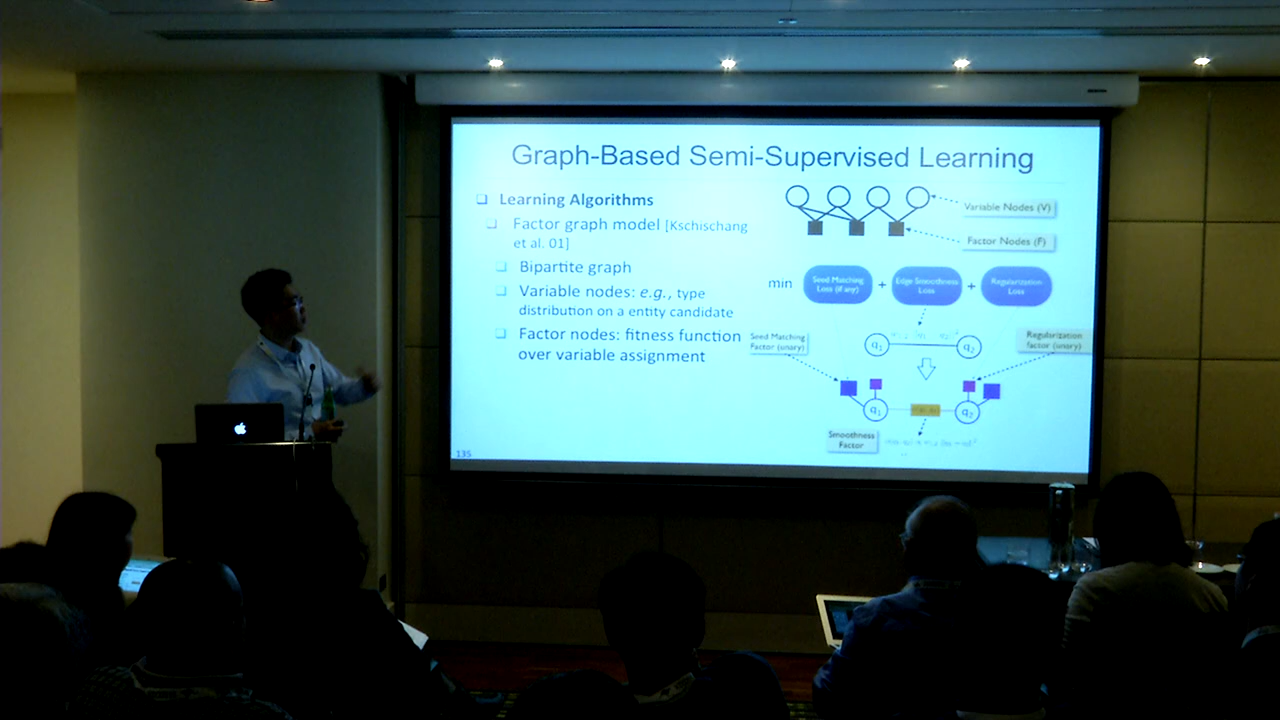 Graph-Based Semi-Supervised Learning
❑ Learning Algorithms
❑ Factor graph model [Kschischang
et al. 01]
❑ Bipartite graph
❑ Variable nodes: e.g., type
distribution on a entity candidate
❑ Factor nodes: fitness function
over variable assignment
Variable Nodes (V)
Factor Nodes (F)
min
Seed Matching
Loss (if any)
+
Edge Smoothness
Loss
+
Regularization
Loss
Seed Matching
Factor (unory)
Regularization
factor (unory)
q1
q2
q1
q2
Smoothness
Factor
135